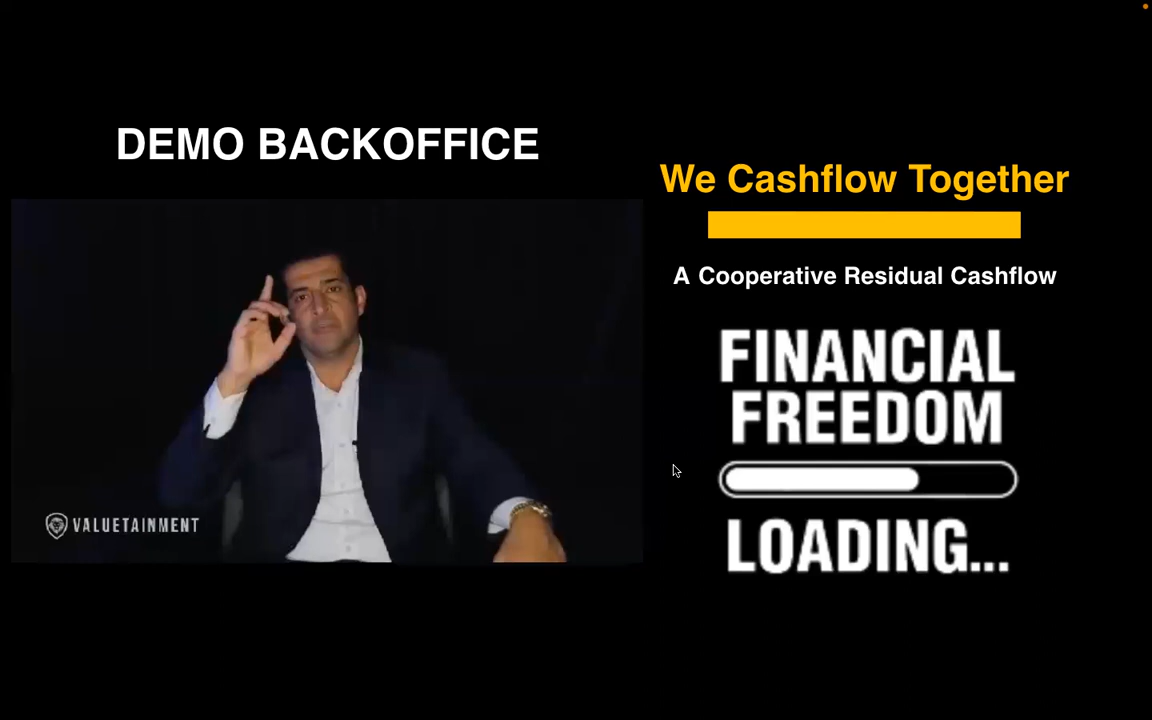 DEMO BACKOFFICE
We Cashflow Together
A Cooperative Residual Cashflow
FINANCIAL
FREEDOM
LOADING...
VALUETAINMENT